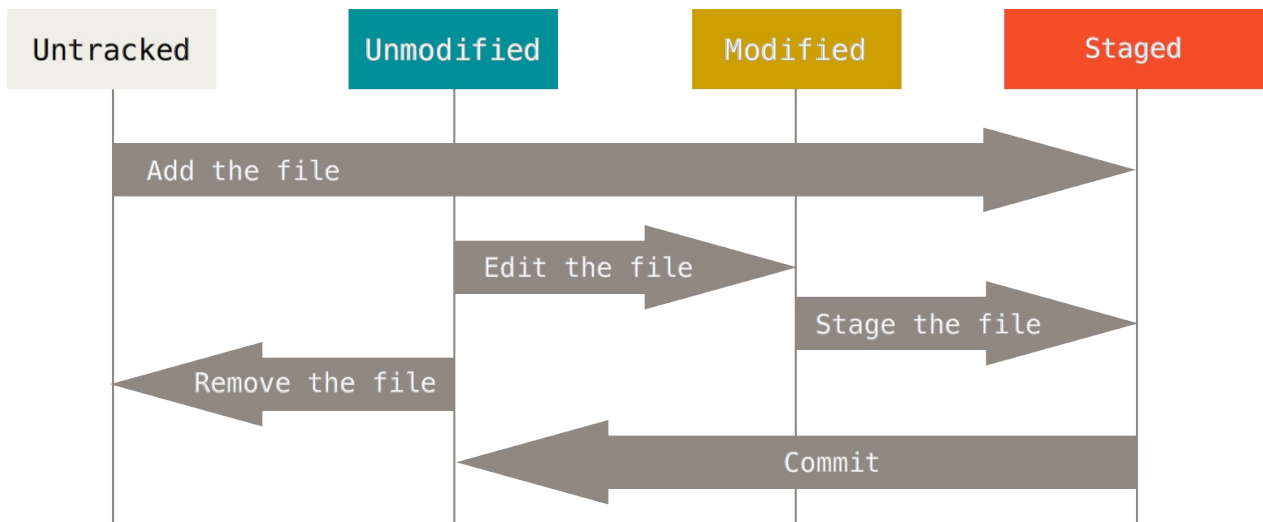 Untracked
Unmodified
Modified
Staged
Add the file
Edit the file
Stage the file
Remove the file
Commit